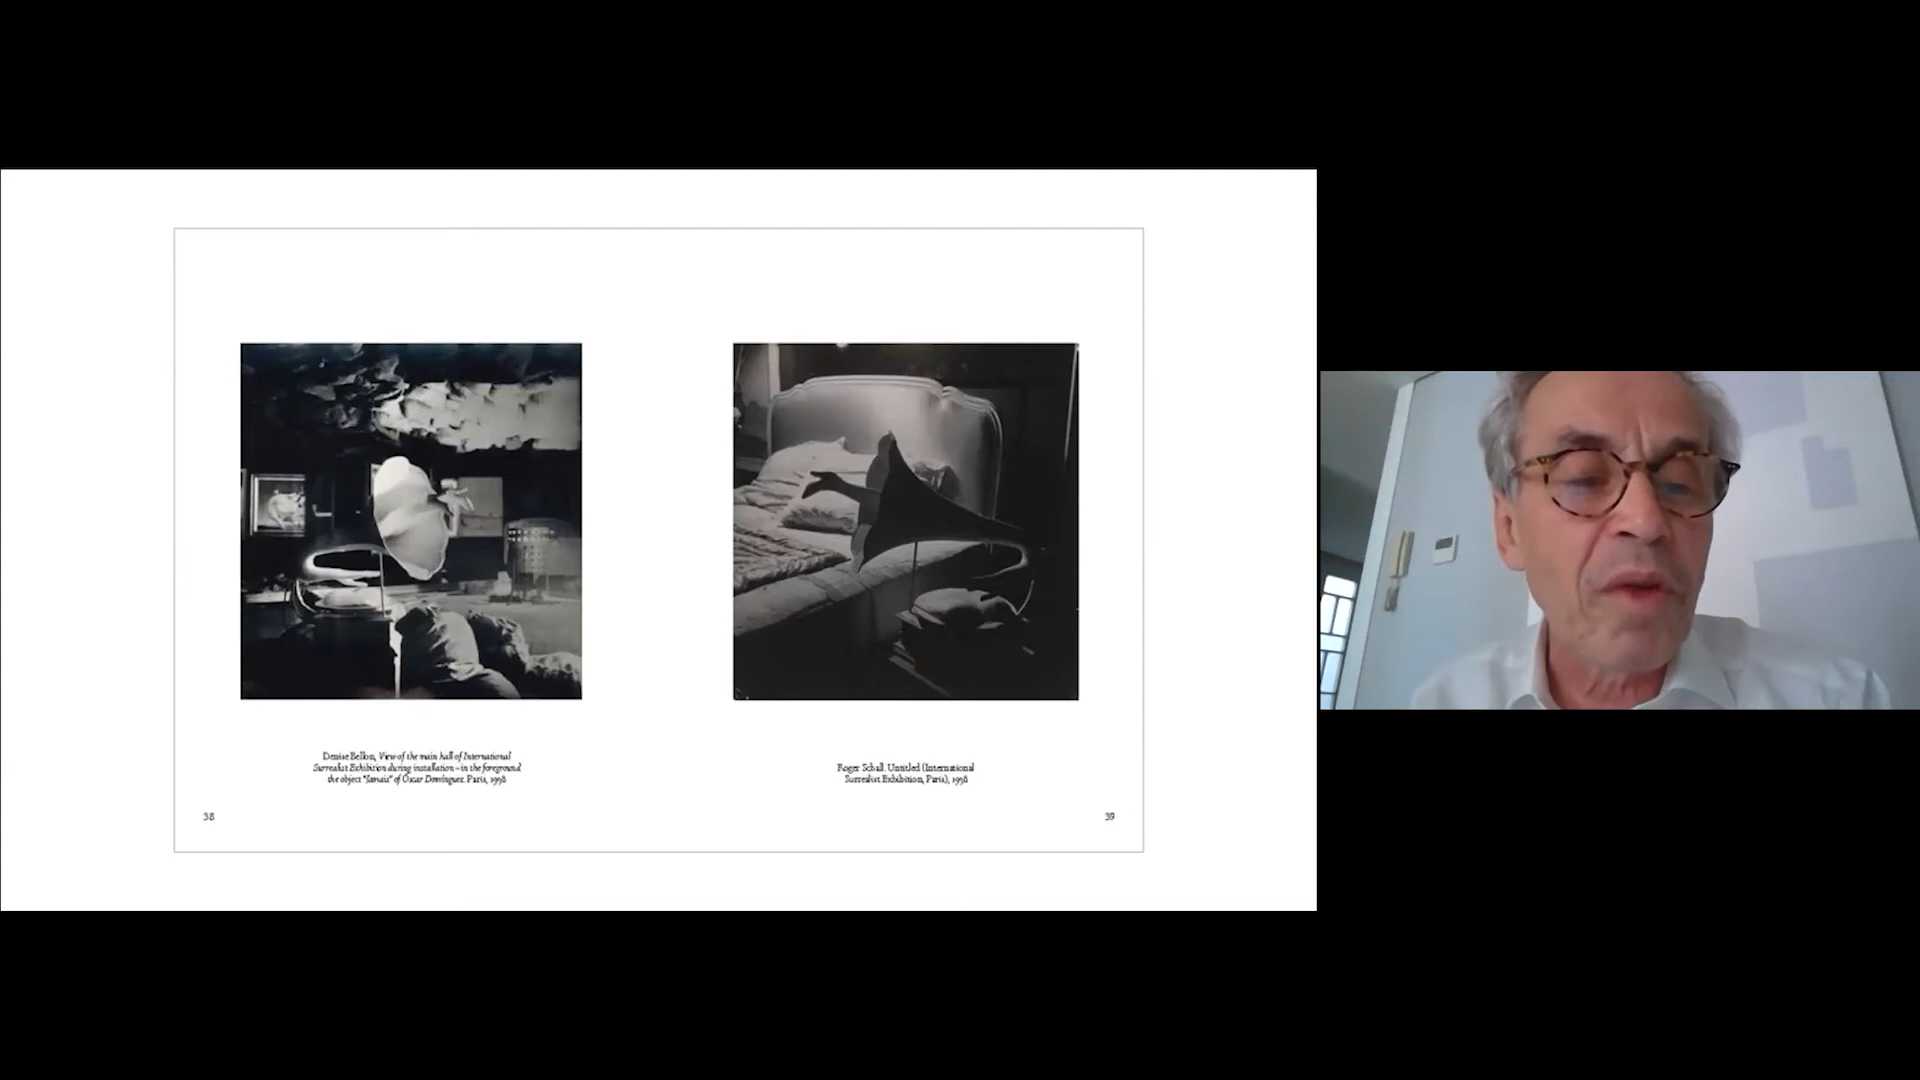 Denise Bellon, View of the main hall of International
Surrealist Exhibition during installation – in the foreground
the object "Jamais" of Óscar Domínguez. Paris, 1938
Roger Schall. Untitled (International
Surrealist Exhibition, Paris), 1938
38
39